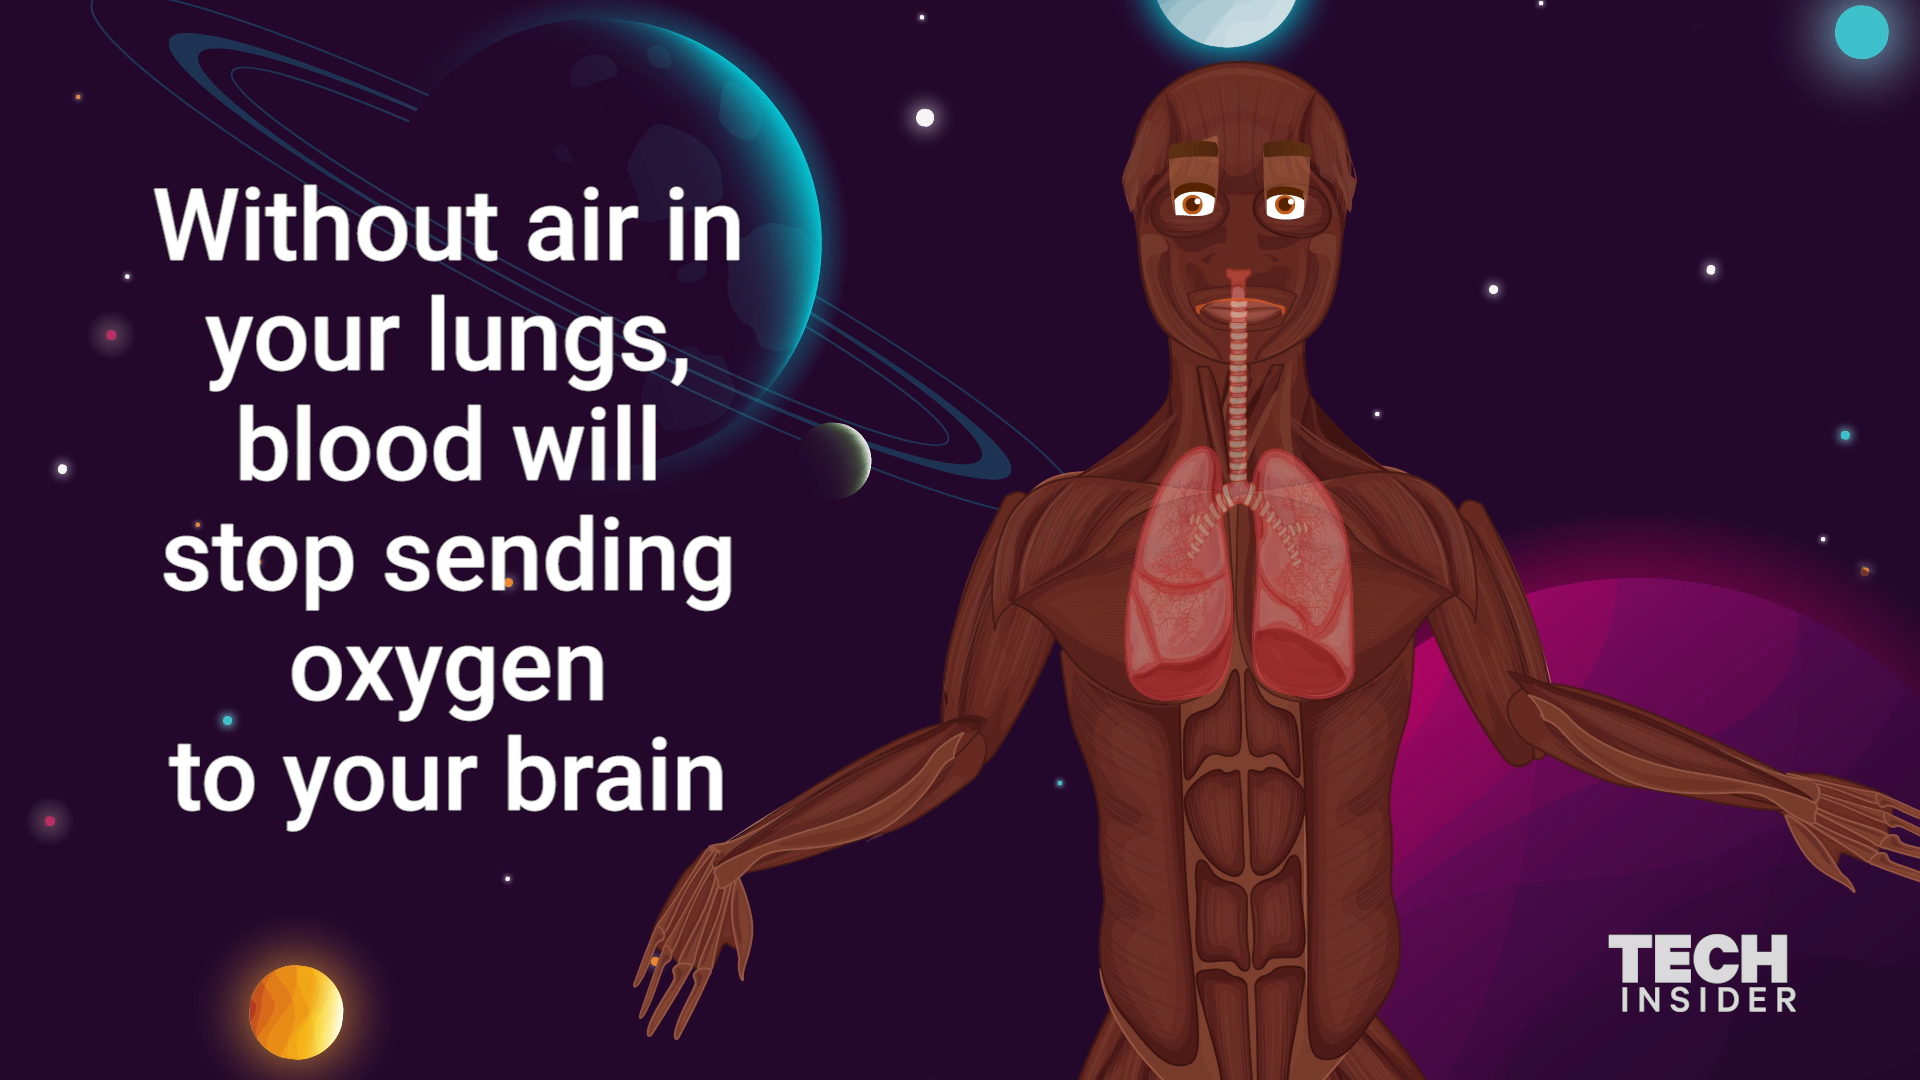 Without air in
your lungs,
blood will
stop sending
oxygen
to your brain
TECH
INSIDER